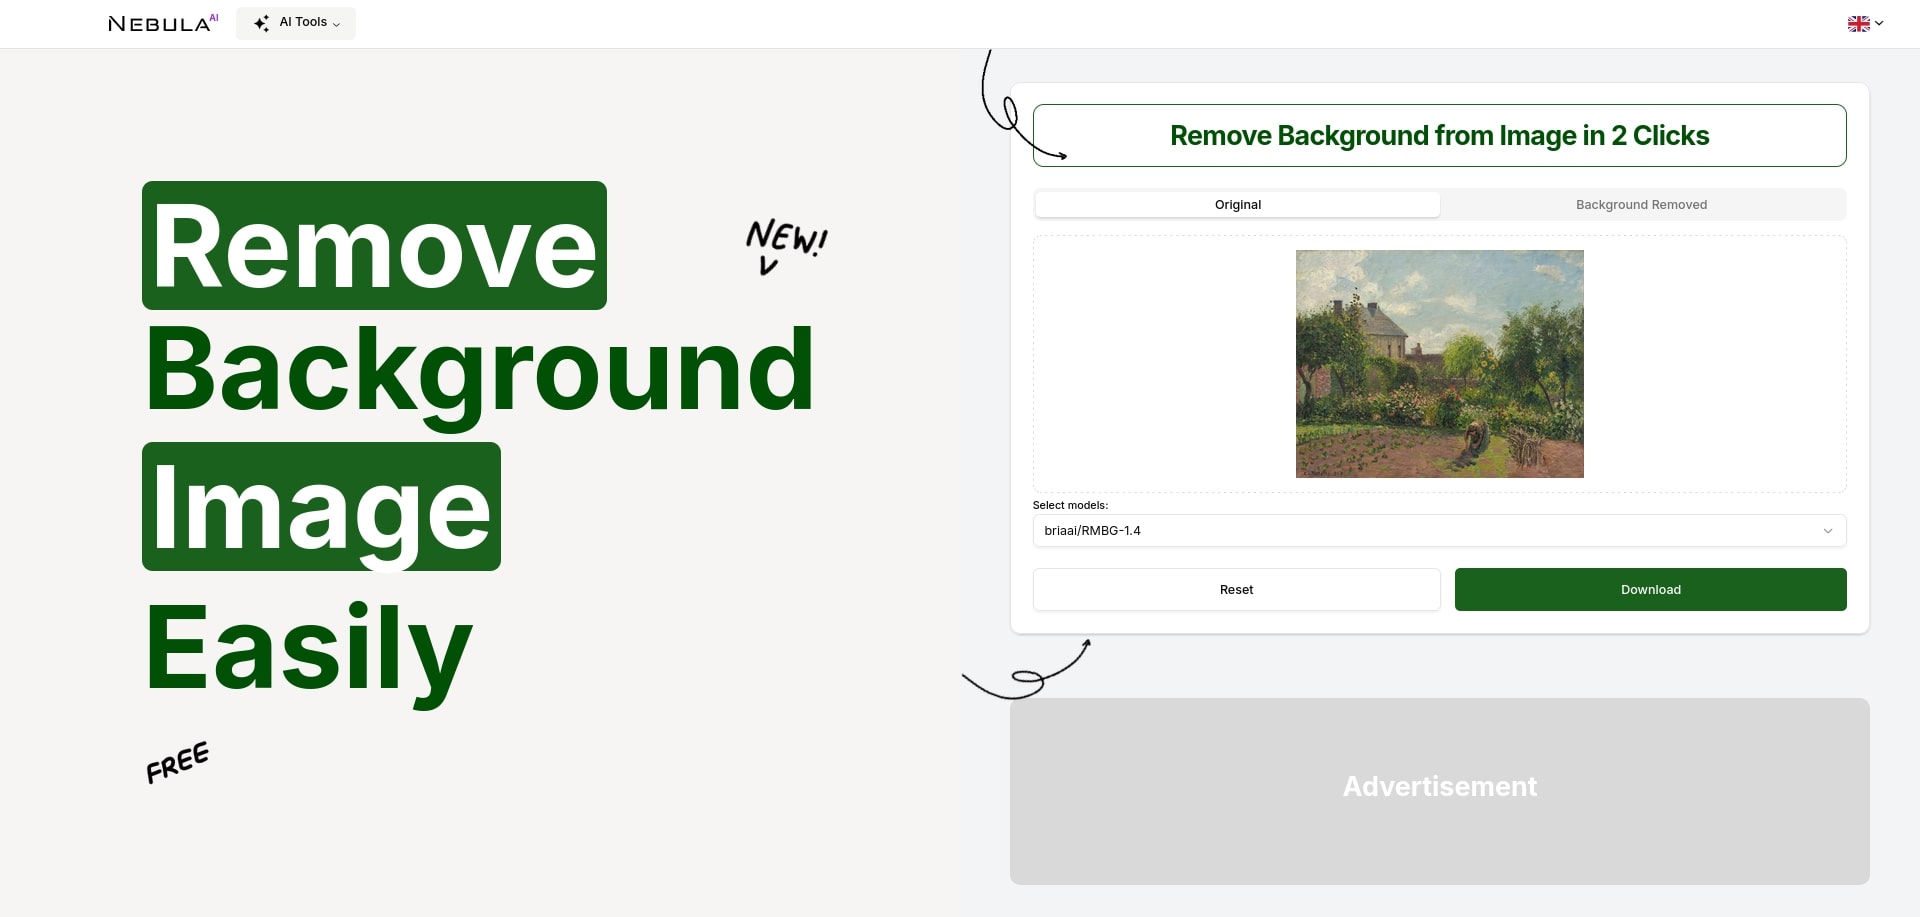 NEBULA AI
AI Tools
Remove
Background
Image
Easily
NEW!
FREE
Remove Background from Image in 2 Clicks
Original
Background Removed
Select models:
briaai/RMBG-1.4
Reset
Download
Advertisement